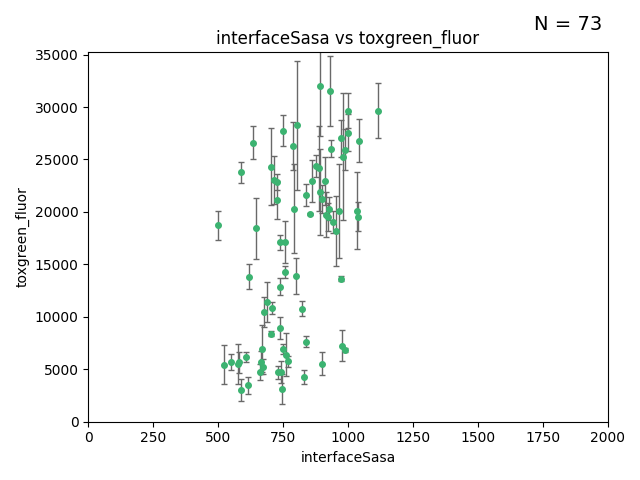 N = 73
interfaceSasa vs toxgreen_fluor
35000
30000
25000
20000
15000
10000
5000
0
toxgreen_fluor
0 250 500 750 1000 1250 1500 1750 2000
interfaceSasa